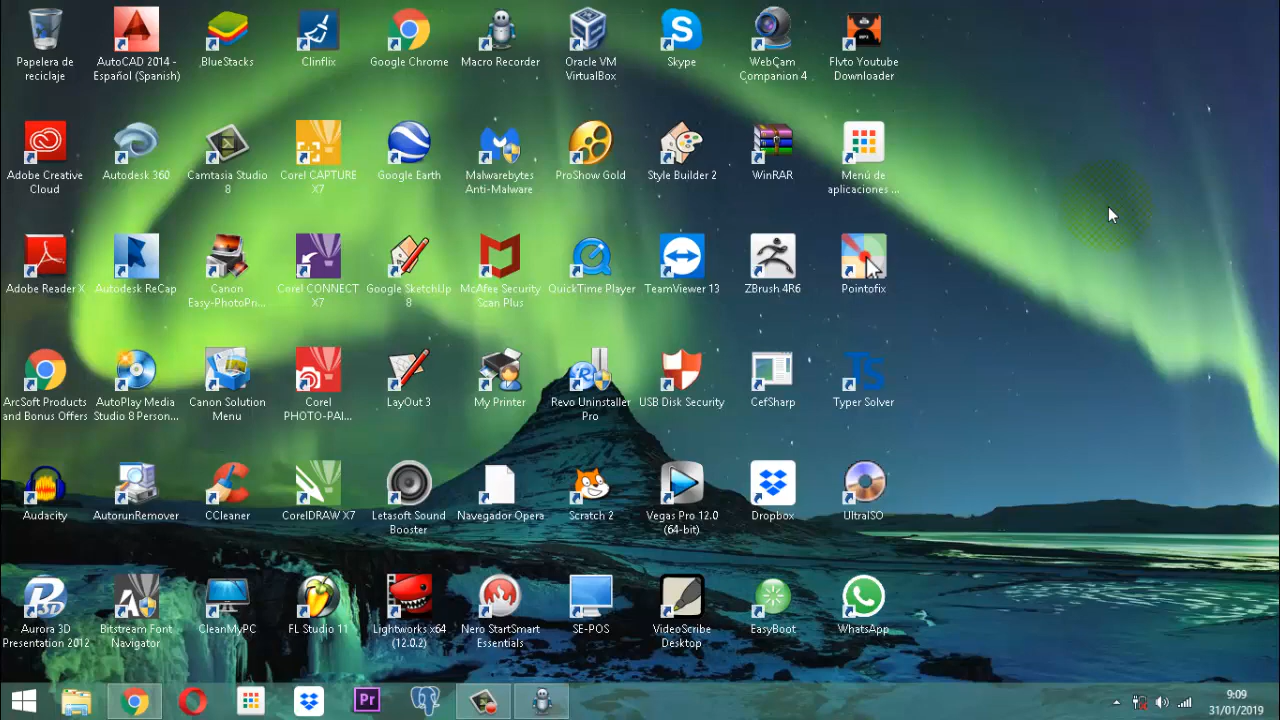 Papelera de
reciclaje
AutoCAD 2014 -
Español (Spanish)
BlueStacks
Clinflix
Google Chrome
Macro Recorder
Oracle VM
VirtualBox
Skype
WebCam
Companion 4
Flvto Youtube
Downloader
Adobe Creative
Cloud
Autodesk 360
Camtasia Studio
8
Corel CAPTURE
X7
Google Earth
Malwarebytes
Anti-Malware
ProShow Gold
Style Builder 2
WinRAR
Menú de
aplicaciones ...
Adobe Reader X
Autodesk ReCap
Canon
Easy-PhotoPri...
Corel CONNECT
X7
Google SketchUp
8
McAfee Security
Scan Plus
QuickTime Player
TeamViewer 13
ZBrush 4R6
Pointofix
ArcSoft Products
and Bonus Offers
AutoPlay Media
Studio 8 Person...
Canon Solution
Menu
Corel
PHOTO-PAI...
LayOut 3
My Printer
Revo Uninstaller
Pro
USB Disk Security
CefSharp
TS
Typer Solver
Audacity
AutorunRemover
CCleaner
CorelDRAW X7
Letasoft Sound
Booster
Navegador Opera
Scratch 2
Vegas Pro 12.0
(64-bit)
Dropbox
UltraISO
Aurora 3D
Presentation 2012
Bitstream Font
Navigator
CleanMyPC
FL Studio 11
Lightworks x64
(12.0.2)
Nero StartSmart
Essentials
SE-POS
VideoScribe
Desktop
EasyBoot
WhatsApp
Pr
9:09
31/01/2019